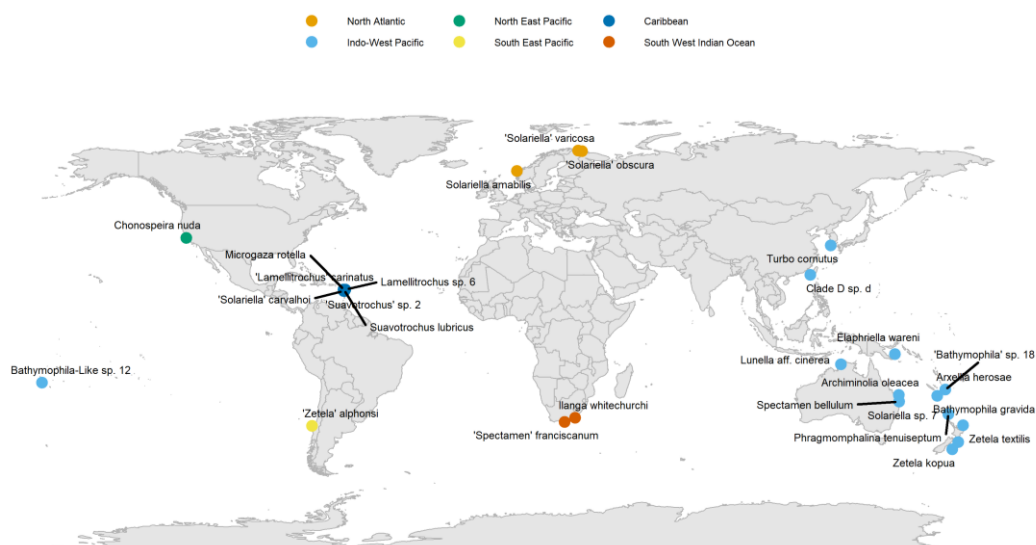 North Atlantic
North East Pacific
Caribbean
Indo-West Pacific
South East Pacific
South West Indian Ocean
'Solariella' varicosa
'Solariella' obscura
Solariella amabilis
Chonospeira nuda
Microgaza rotella
'Lamellitrochus' carinatus
Lamellitrochus sp. 6
'Solariella' carvalhoi
'Suavotrochus' sp. 2
Suavotrochus lubricus
Turbo cornutus
Clade D sp. d
Elaphriella wareni
Lunella aff. cinerea
'Bathymophila' sp. 18
Bathymophila-Like sp. 12
Arxellia herosae
Archiminolia oleacea
Spectamen bellulum
Solariella sp. 7
Bathymophila gravida
'Zetela' alphonsi
Ilanga whitechurchi
'Spectamen' franciscanum
Phragmomphalina tenuiseptum
Zetela textilis
Zetela kopua